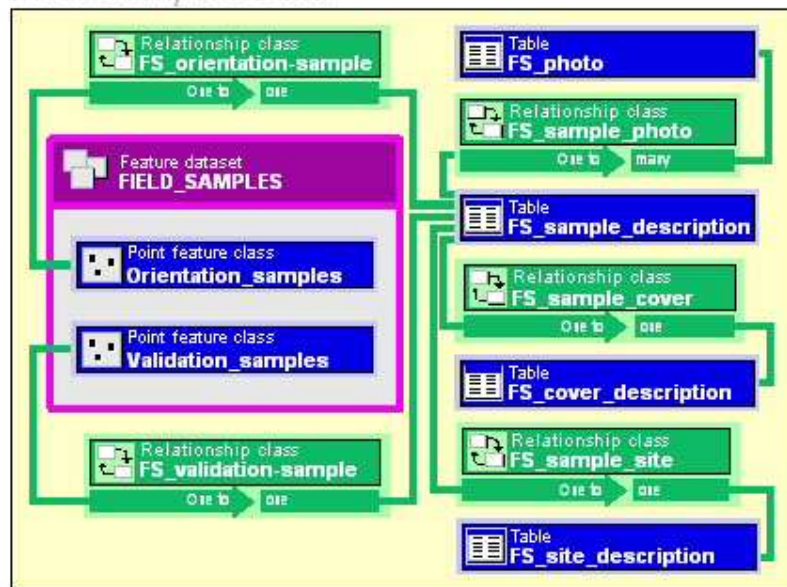 Relationship class
FS_orientation-sample
One to one
Feature dataset
FIELD_SAMPLES
Point feature class
Orientation_samples
Point feature class
Validation_samples
Relationship class
FS_validation-sample
One to one
Table
FS_photo
Relationship class
FS_sample_photo
One to many
Table
FS_sample_description
Relationship class
FS_sample_cover
One to one
Table
FS_cover_description
Relationship class
FS_sample_site
One to one
Table
FS_site_description